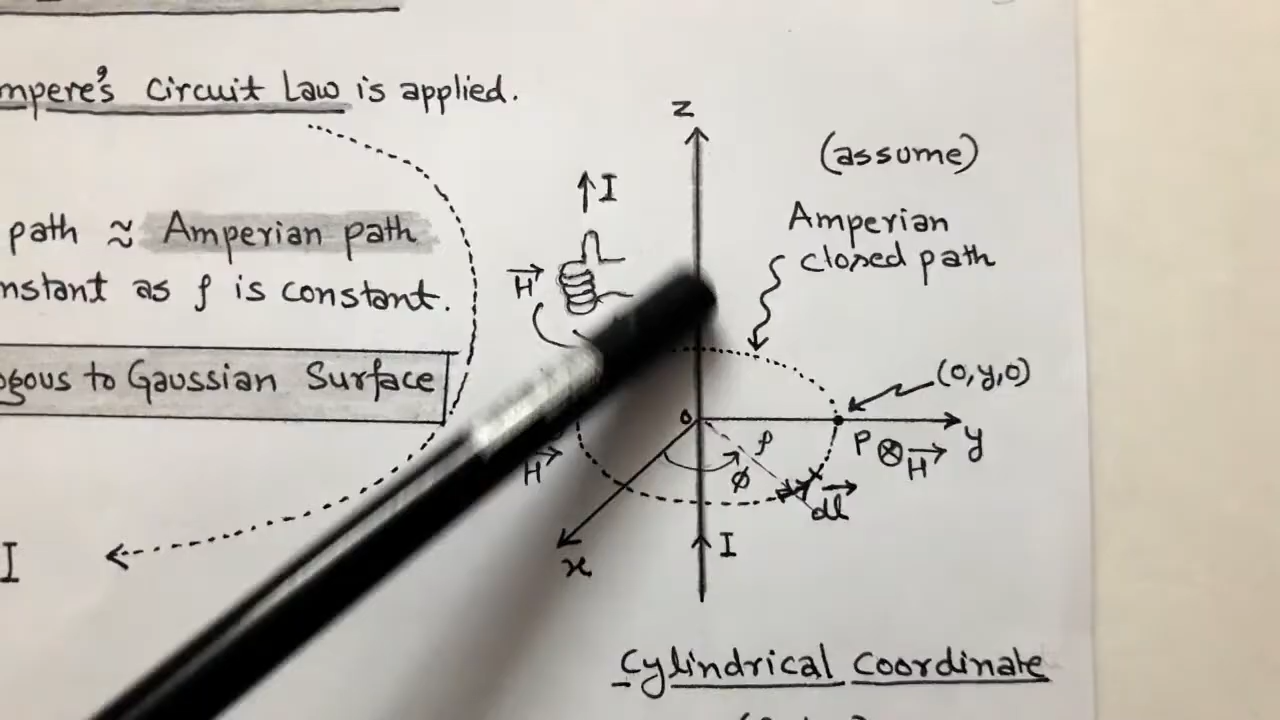 mpere's Circuit Law is applied.
path ≈ Amperian path
nstant as ρ is constant.
ogous to Gaussian Surface
I
z
(assume)
↑I
Amperian
closed path
H
(0,y,0)
o
ρ
P ⊗H
y
H
ϕ
dl
x
I
Cylindrical Coordinate